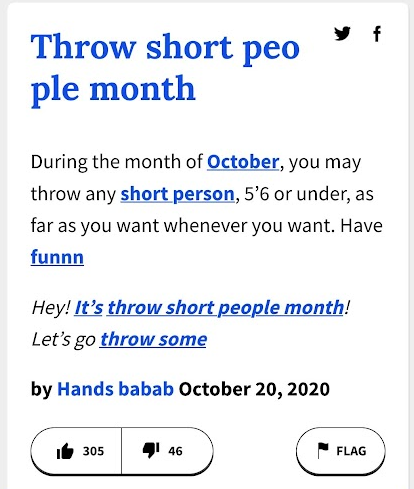 Throw short peo
ple month
During the month of October, you may
throw any short person, 5’6 or under, as
far as you want whenever you want. Have
funnn
Hey! It’s throw short people month!
Let’s go throw some
by Hands babab October 20, 2020
305 46 FLAG